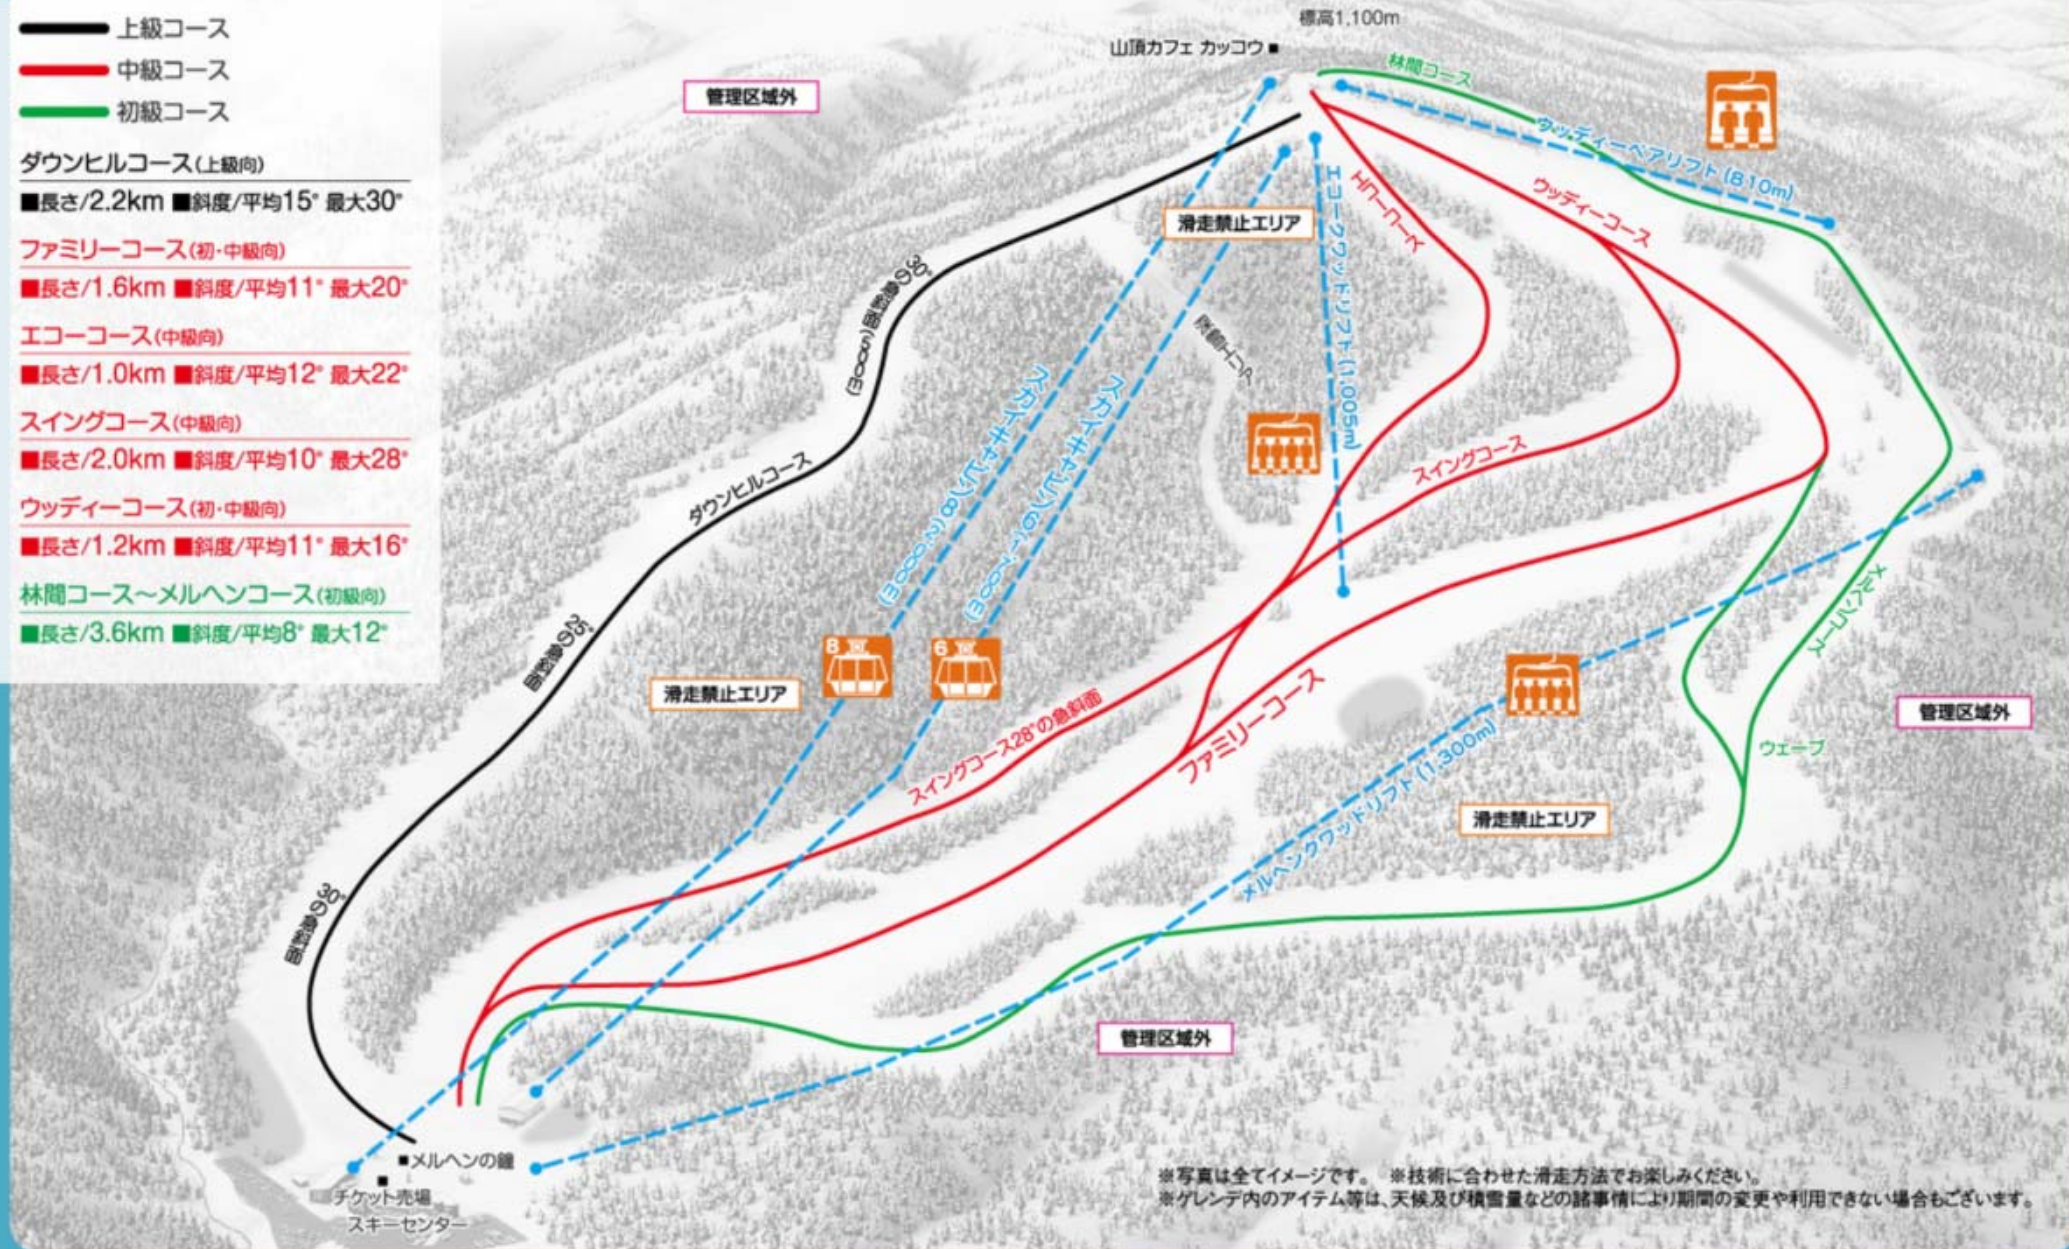 上級コース
中級コース
初級コース
ダウンヒルコース(上級向)
■長さ/2.2km ■斜度/平均15° 最大30°
ファミリーコース(初・中級向)
■長さ/1.6km ■斜度/平均11° 最大20°
エコーコース(中級向)
■長さ/1.0km ■斜度/平均12° 最大22°
スイングコース(中級向)
■長さ/2.0km ■斜度/平均10° 最大28°
ウッディーコース(初・中級向)
■長さ/1.2km ■斜度/平均11° 最大16°
林間コース～メルヘンコース(初級向)
■長さ/3.6km ■斜度/平均8° 最大12°
標高1,100m
山頂カフェ カッコウ■
管理区域外
林間コース
ウッディーペアリフト(810m)
滑走禁止エリア
エコークワッドリフト(1,005m)
エコーコース
ウッディーコース
30°の急斜面(300m)
スカイキャビン8(2,000m)
スカイキャビン6(1,700m)
ダウンヒルコース
スイングコース
25°の急斜面
8
6
滑走禁止エリア
スイングコース28°の急斜面
ファミリーコース
メルヘンコース
管理区域外
ウェーブ
メルヘンクワッドリフト(1,300m)
滑走禁止エリア
30°の急斜面
管理区域外
■メルヘンの鐘
■
チケット売場
スキーセンター
※写真は全てイメージです。 ※技術に合わせた滑走方法でお楽しみください。
※ゲレンデ内のアイテム等は、天候及び積雪量などの諸事情により期間の変更や利用できない場合もございます。